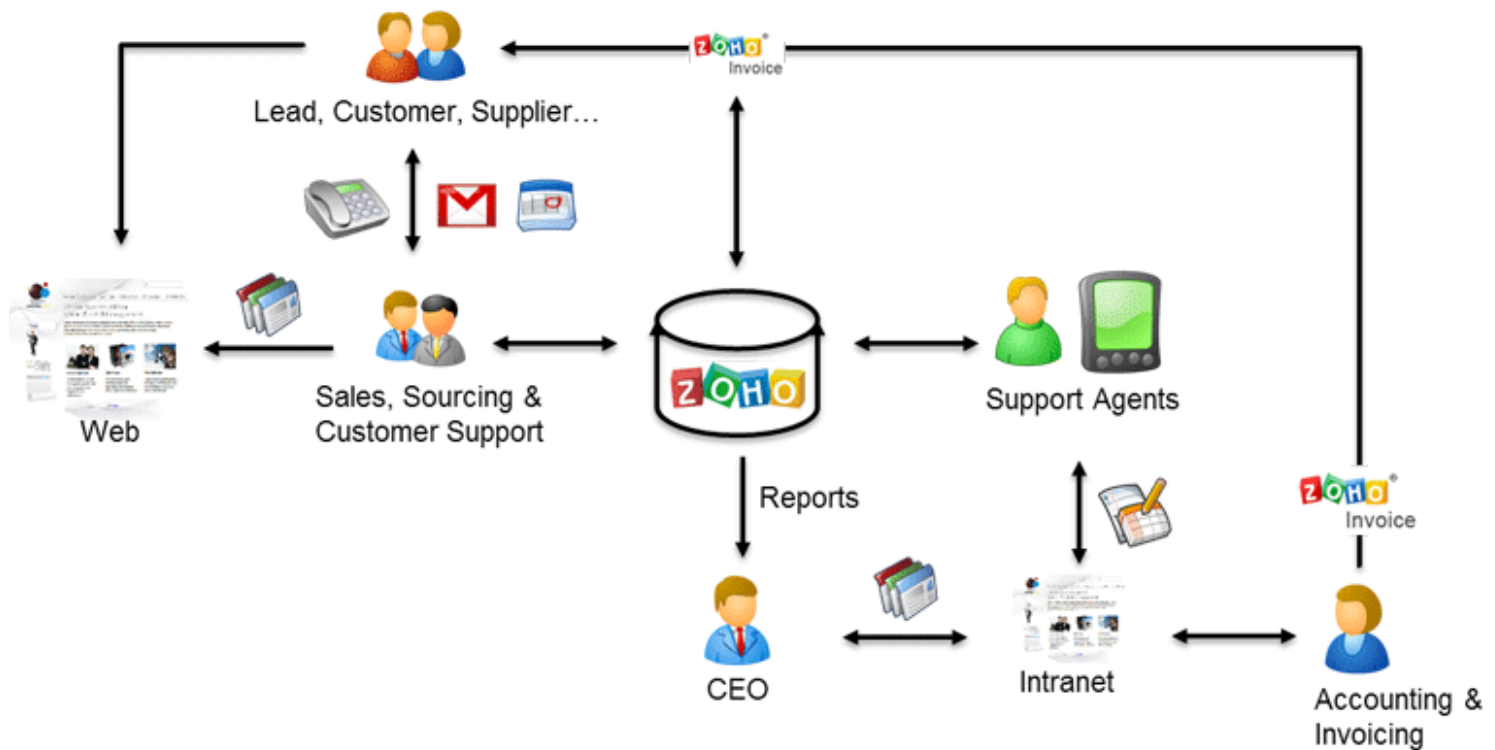 ZOHO®
Invoice
Lead, Customer, Supplier…
Web
Sales, Sourcing &
Customer Support
ZOHO
Support Agents
Reports
ZOHO®
Invoice
CEO
Intranet
Accounting &
Invoicing